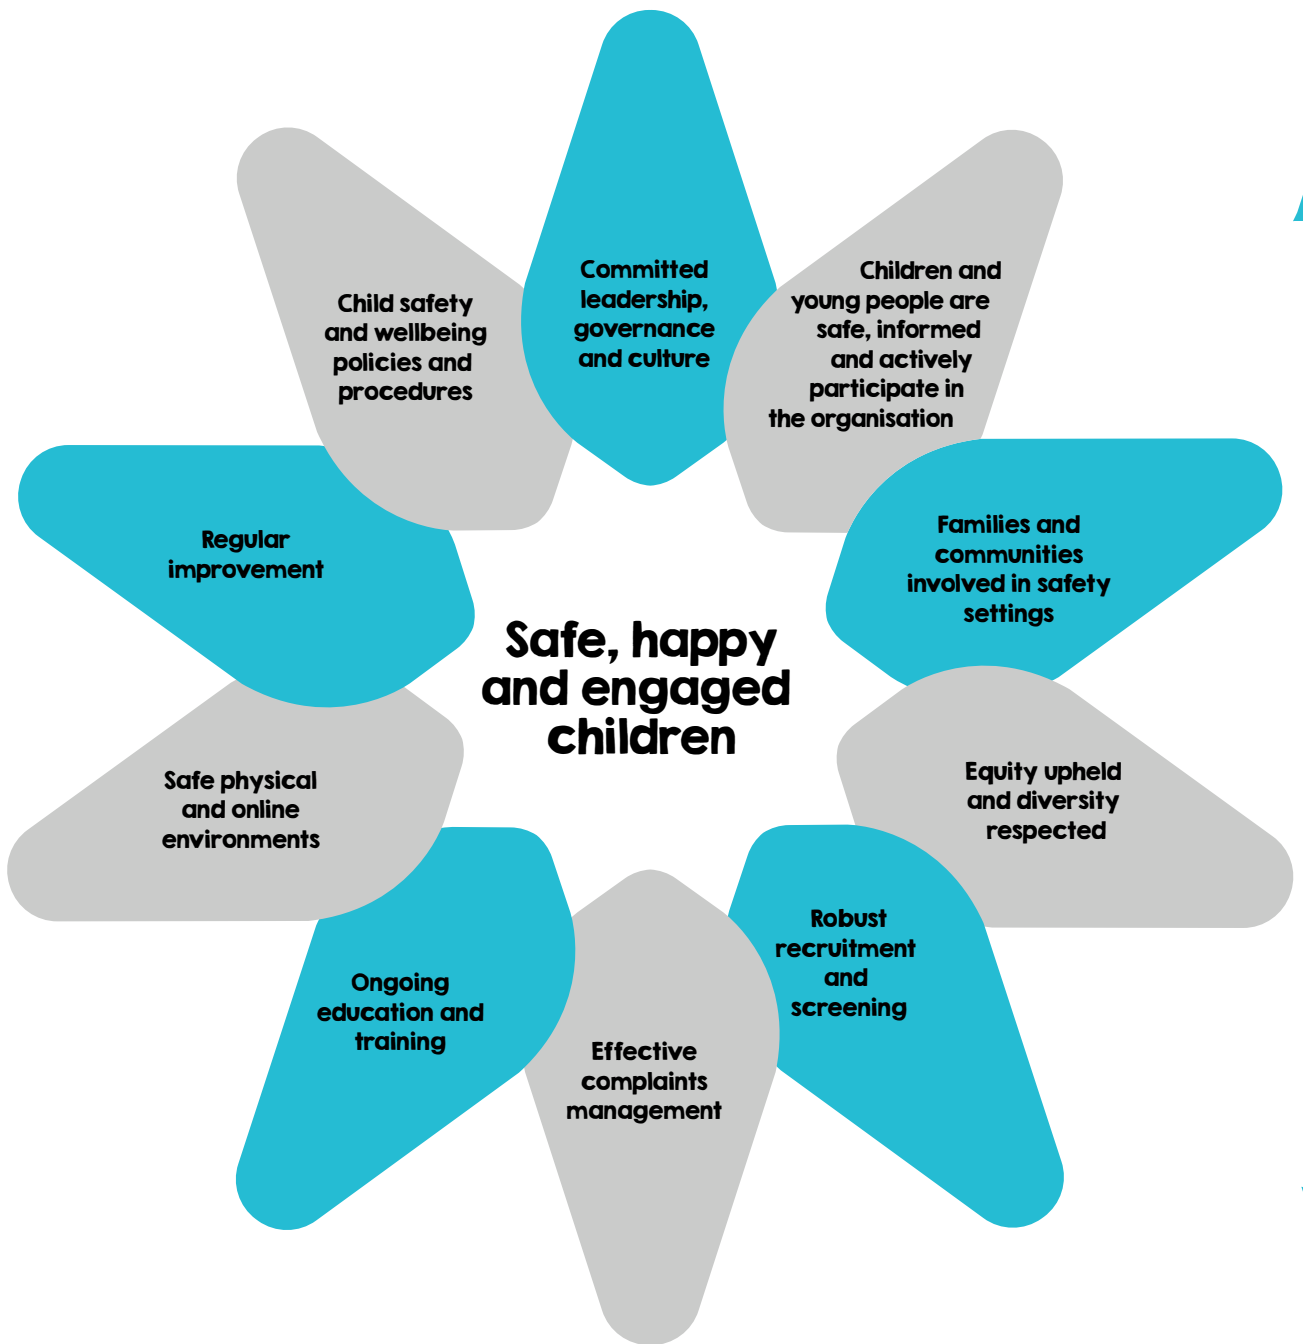 Committed
leadership,
governance
and culture
Children and
young people are
safe, informed
and actively
participate in
the organisation
Families and
communities
involved in safety
settings
Equity upheld
and diversity
respected
Robust
recruitment
and
screening
Effective
complaints
management
Ongoing
education and
training
Safe physical
and online
environments
Regular
improvement
Child safety
and wellbeing
policies and
procedures
Safe, happy
and engaged
children